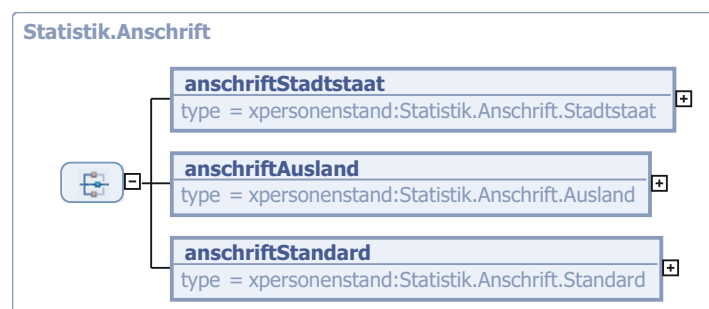 Statistik.Anschrift
anschriftStadtstaat
type = xpersonenstand:Statistik.Anschrift.Stadtstaat
anschriftAusland
type = xpersonenstand:Statistik.Anschrift.Ausland
anschriftStandard
type = xpersonenstand:Statistik.Anschrift.Standard